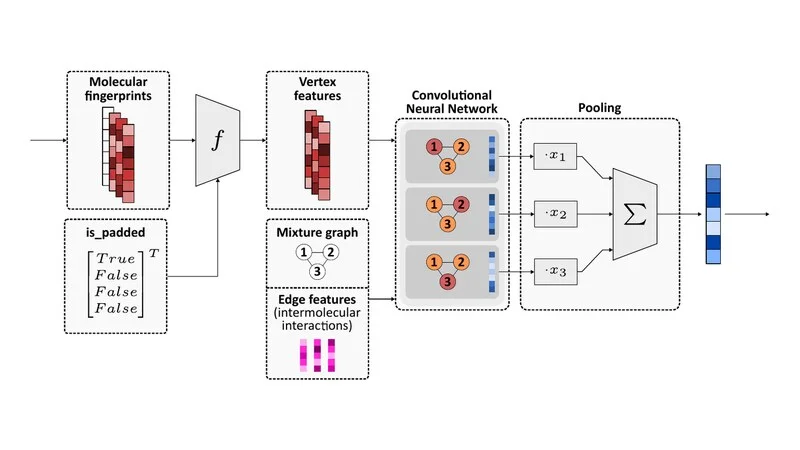 Molecular
fingerprints
f
Vertex
features
Convolutional
Neural Network
Pooling
1 2
3
1 2
3
1 2
3
·x₁
·x₂
·x₃
Σ
is_padded
[True
False
False
False]ᵀ
Mixture graph
1 2
3
Edge features
(intermolecular
interactions)